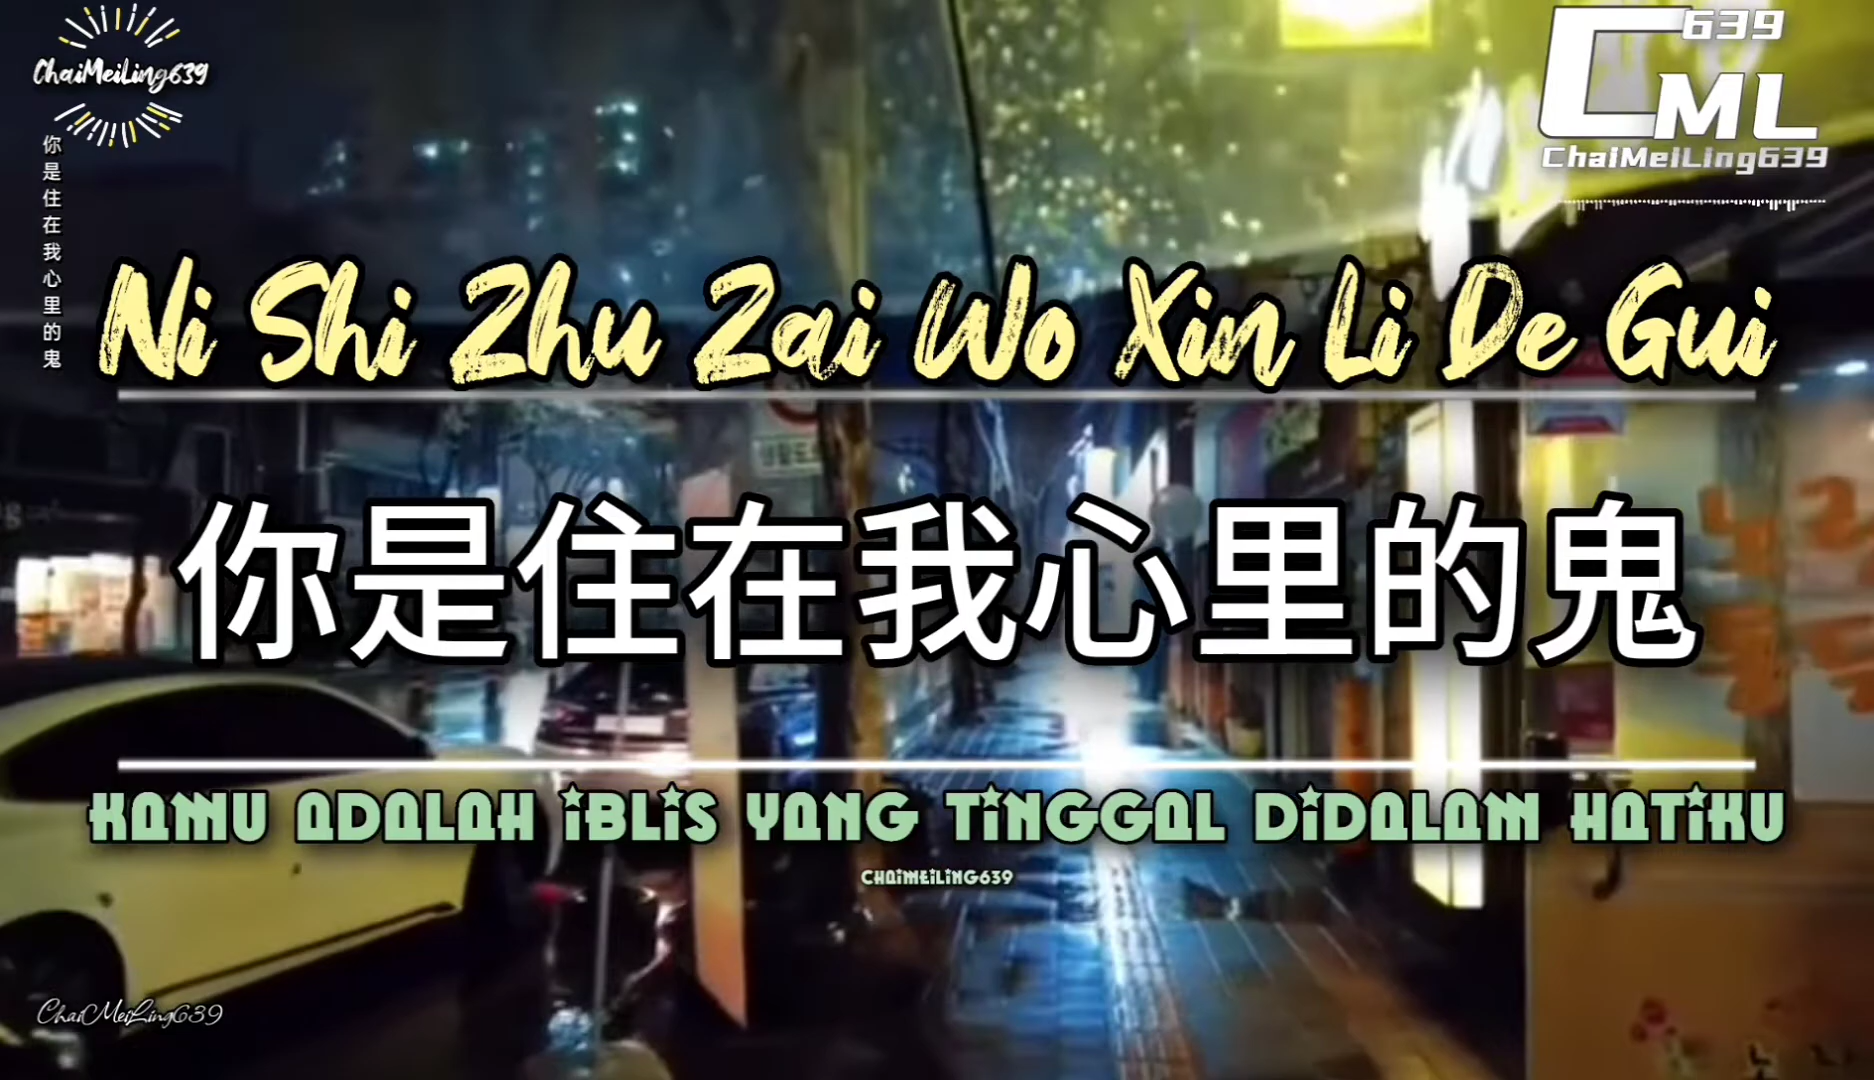 ChaiMeiLing639
639
CML
ChaiMeiLing639
你是住在我心里的鬼
Ni Shi Zhu Zai Wo Xin Li De Gui
你是住在我心里的鬼
KAMU ADALAH IBLIS YANG TINGGAL DIDALAM HATIKU
CHAIMEILING639
ChaiMeiLing639